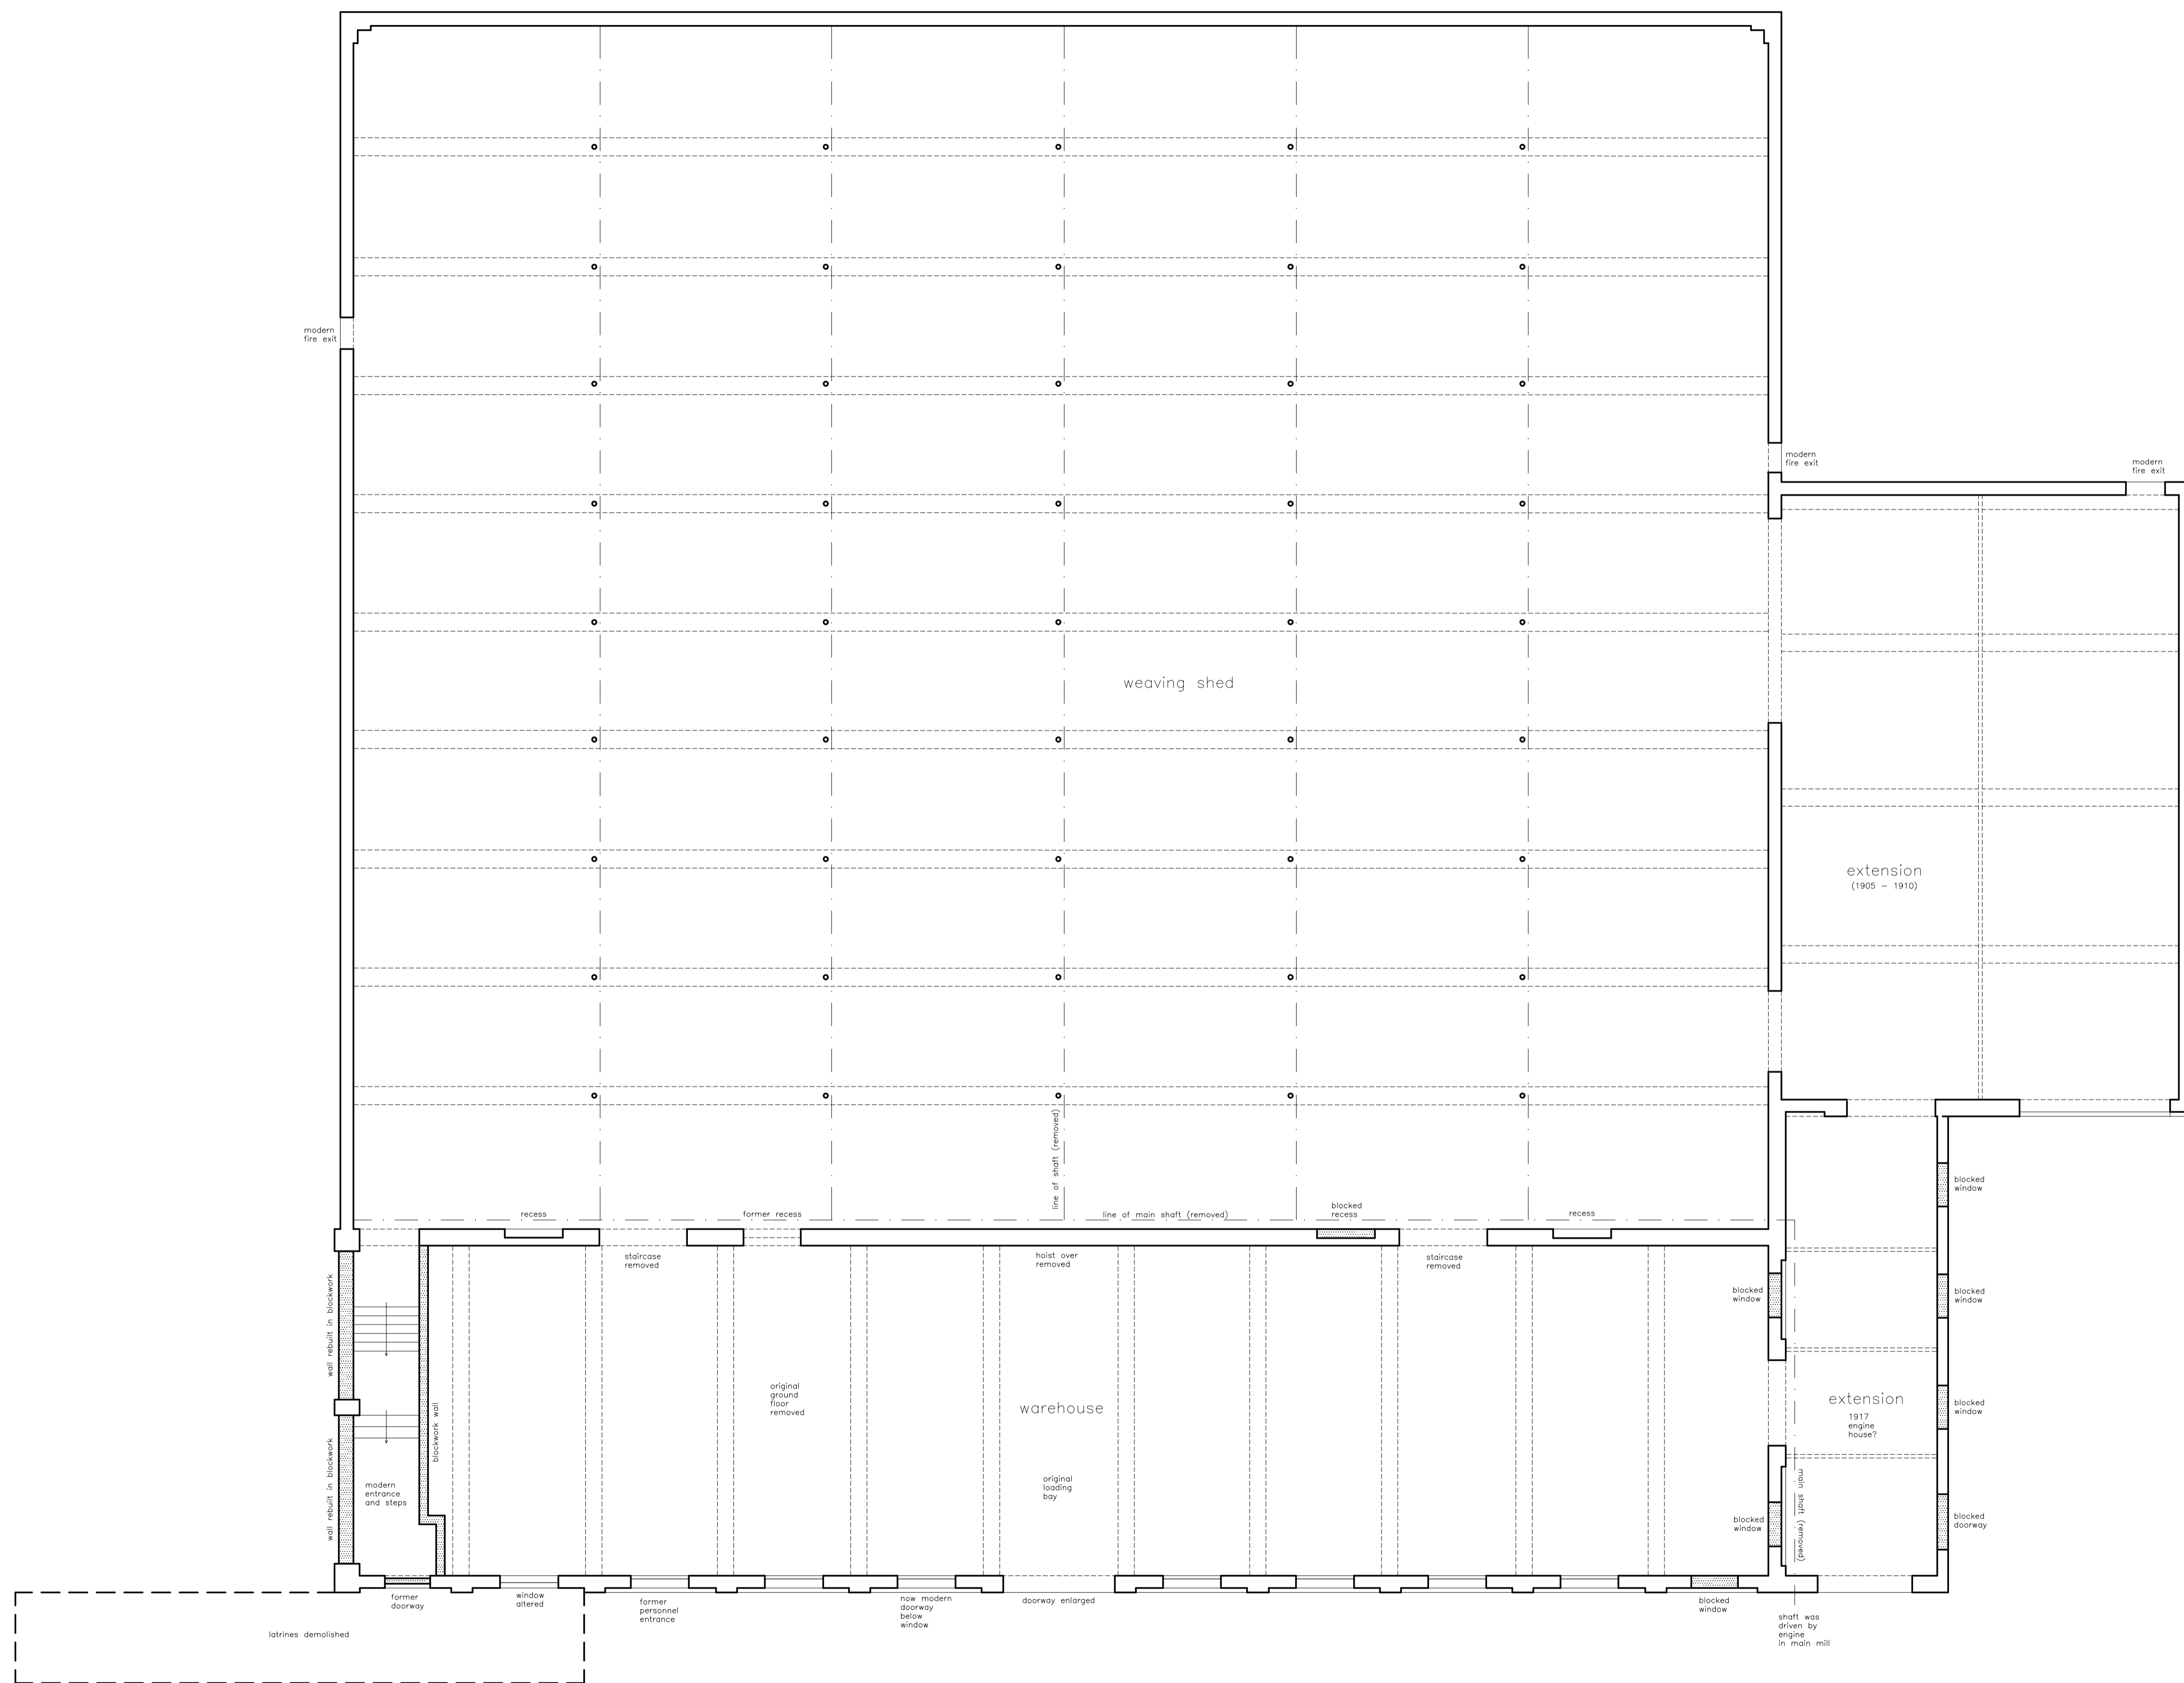 modern
fire exit
modern
fire exit
modern
fire exit
weaving shed
extension
(1905 – 1910)
line of shaft (removed)
recess
former recess
line of main shaft (removed)
blocked
recess
recess
blocked
window
staircase
removed
hoist over
removed
staircase
removed
wall rebuilt in blockwork
blocked
window
blocked
window
original
ground
floor
removed
warehouse
extension
1917
engine
house?
blocked
window
blockwork wall
wall rebuilt in blockwork
modern
entrance
and steps
original
loading
bay
blocked
window
main shaft (removed)
blocked
doorway
former
doorway
window
altered
former
personnel
entrance
now modern
doorway
below
window
doorway enlarged
blocked
window
shaft was
driven by
engine
in main mill
latrines demolished